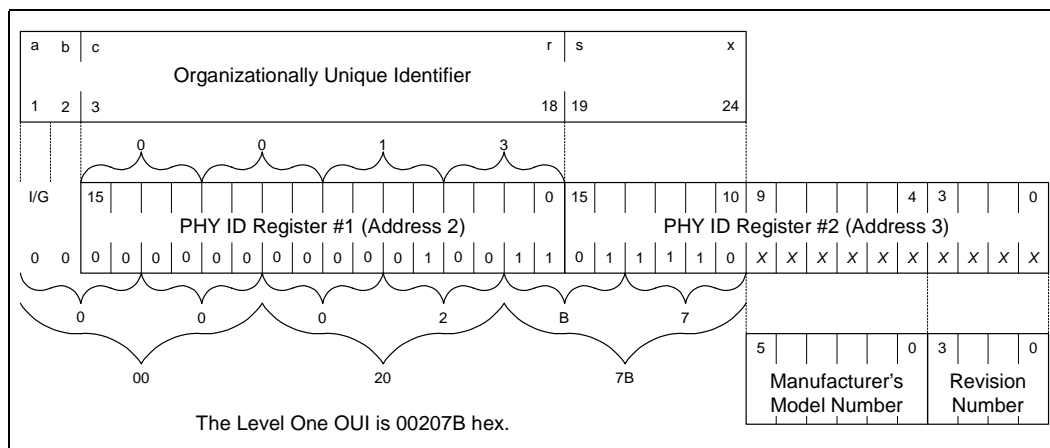 a b c r s x
Organizationally Unique Identifier
1 2 3 18 19 24
0 0 1 3
I/G 15 0 15 10 9 4 3 0
PHY ID Register #1 (Address 2) PHY ID Register #2 (Address 3)
0 0 0 0 0 0 0 0 0 0 0 0 0 1 0 0 1 1 0 1 1 1 1 0 X X X X X X X X X X
0 0 0 2 B 7
5 0 3 0
00 20 7B
Manufacturer's Revision
Model Number Number
The Level One OUI is 00207B hex.